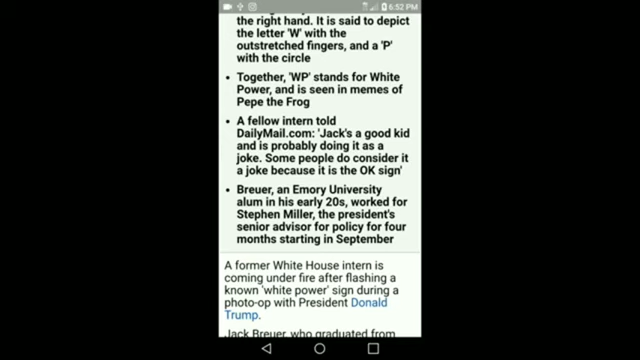 6:52 PM
the right hand. It is said to depict
the letter 'W' with the
outstretched fingers, and a 'P'
with the circle
• Together, 'WP' stands for White
Power, and is seen in memes of
Pepe the Frog
• A fellow intern told
DailyMail.com: 'Jack's a good kid
and is probably doing it as a
joke. Some people do consider it
a joke because it is the OK sign'
• Breuer, an Emory University
alum in his early 20s, worked for
Stephen Miller, the president's
senior advisor for policy for four
months starting in September
A former White House intern is
coming under fire after flashing a
known 'white power' sign during a
photo-op with President Donald
Trump.
Jack Breuer, who graduated from